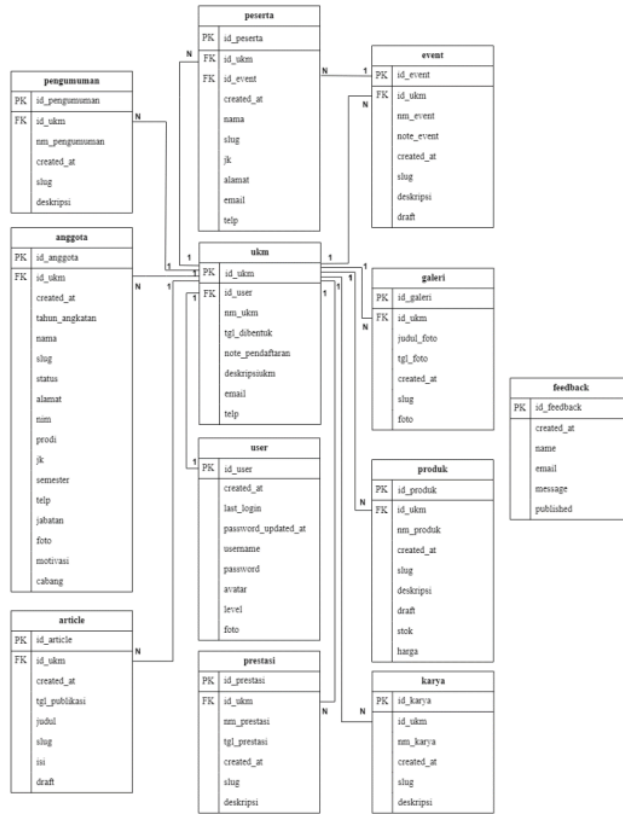 peserta
PK id_peserta
FK id_ukm
FK id_event
created_at
nama
slug
jk
alamat
email
telp
N
N
1
event
PK id_event
FK id_ukm
nm_event
note_event
created_at
slug
deskripsi
draft
N
pengumuman
PK id_pengumuman
FK id_ukm
nm_pengumuman
created_at
slug
deskripsi
N
anggota
PK id_anggota
FK id_ukm
created_at
tahun_angkatan
nama
slug
status
alamat
nim
prodi
jk
semester
telp
jabatan
foto
motivasi
cabang
N
1
1
1
1
1
ukm
PK id_ukm
FK id_user
nm_ukm
tgl_dibentuk
note_pendaftaran
deskripsiukm
email
telp
1
1
1
1
1
galeri
PK id_galeri
FK id_ukm
judul_foto
tgl_foto
created_at
slug
foto
N
feedback
PK id_feedback
created_at
name
email
message
published
user
1
PK id_user
created_at
last_login
password_updated_at
username
password
avatar
level
foto
produk
PK id_produk
FK id_ukm
nm_produk
created_at
slug
deskripsi
draft
stok
harga
N
article
PK id_article
FK id_ukm
created_at
tgl_publikasi
judul
slug
isi
draft
N
prestasi
PK id_prestasi
FK id_ukm
nm_prestasi
tgl_prestasi
created_at
slug
deskripsi
N
karya
PK id_karya
id_ukm
nm_karya
created_at
slug
deskripsi
N